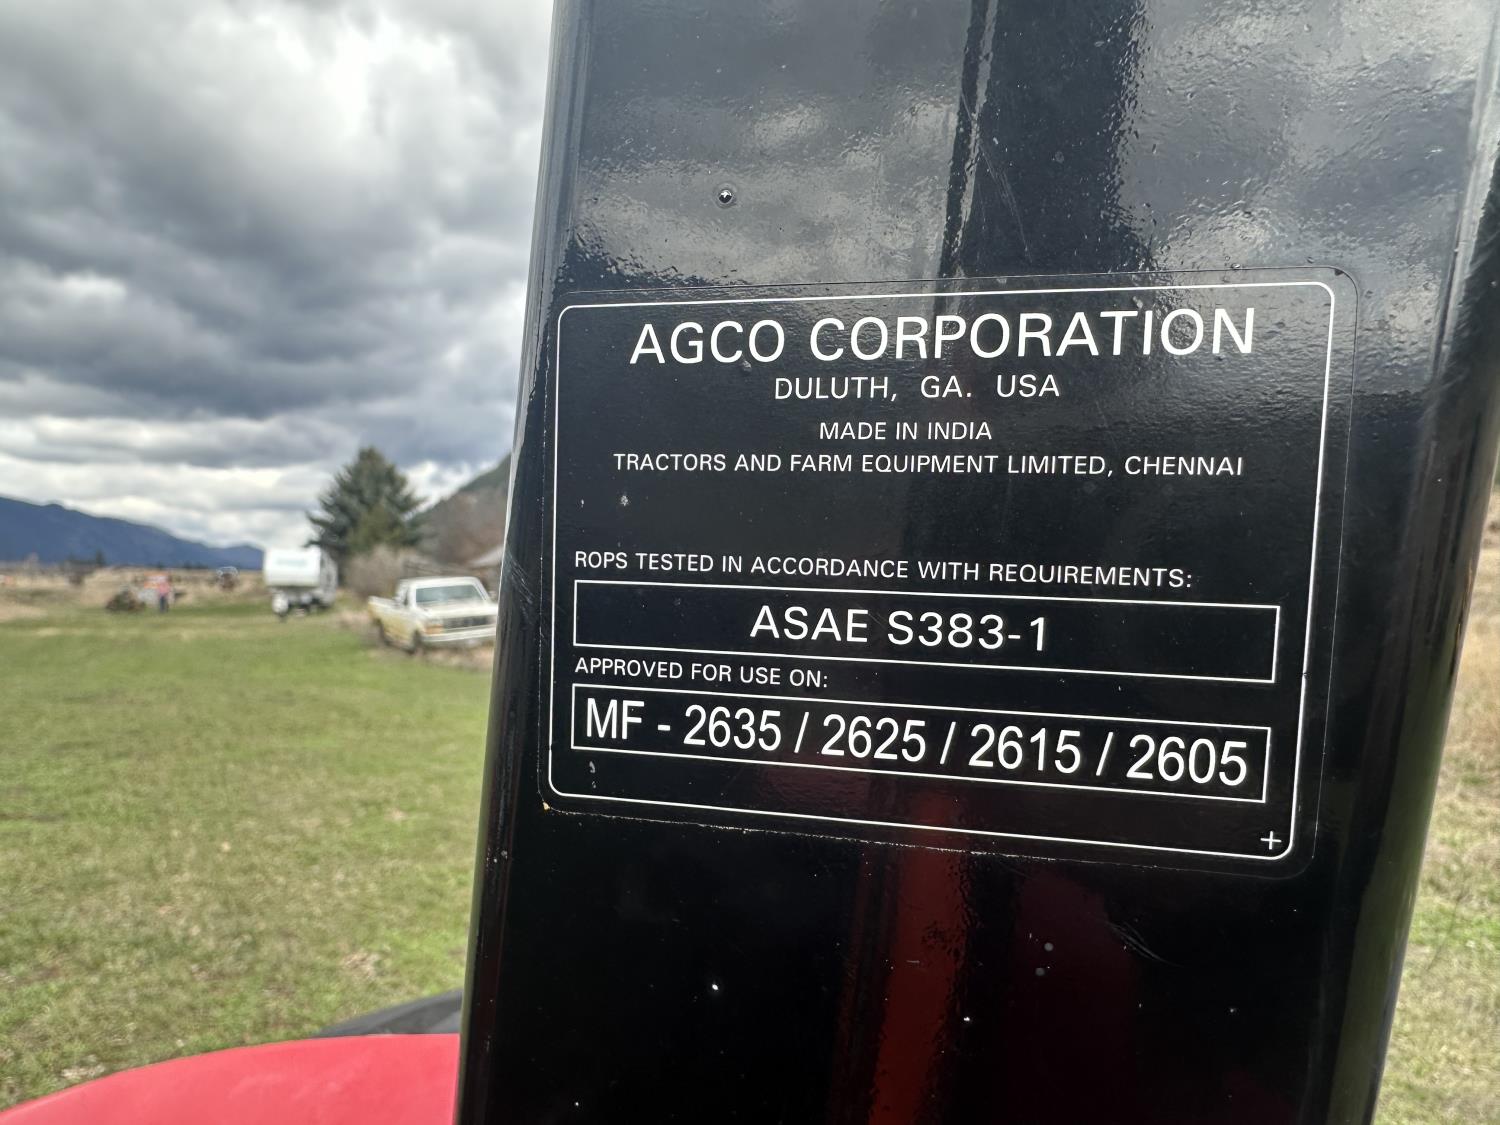 AGCO CORPORATION
DULUTH, GA. USA
MADE IN INDIA
TRACTORS AND FARM EQUIPMENT LIMITED, CHENNAI
ROPS TESTED IN ACCORDANCE WITH REQUIREMENTS:
ASAE S383-1
APPROVED FOR USE ON:
MF - 2635 / 2625 / 2615 / 2605
+